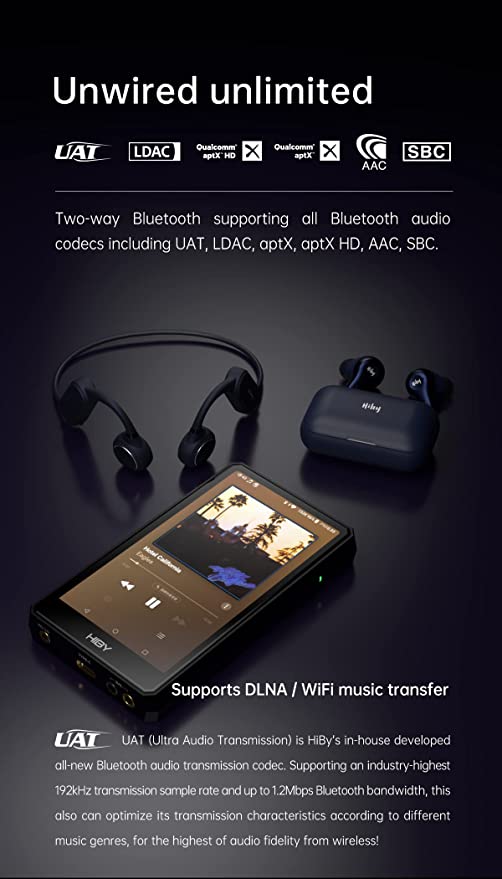 Unwired unlimited
UAT
LDAC
Qualcomm
aptX HD
Qualcomm
aptX
AAC
SBC
Two-way Bluetooth supporting all Bluetooth audio
codecs including UAT, LDAC, aptX, aptX HD, AAC, SBC.
HiBy
HiBy
Hotel California
Eagles
HIBY
Supports DLNA / WiFi music transfer
UAT UAT (Ultra Audio Transmission) is HiBy's in-house developed
all-new Bluetooth audio transmission codec. Supporting an industry-highest
192kHz transmission sample rate and up to 1.2Mbps Bluetooth bandwidth, this
also can optimize its transmission characteristics according to different
music genres, for the highest of audio fidelity from wireless!